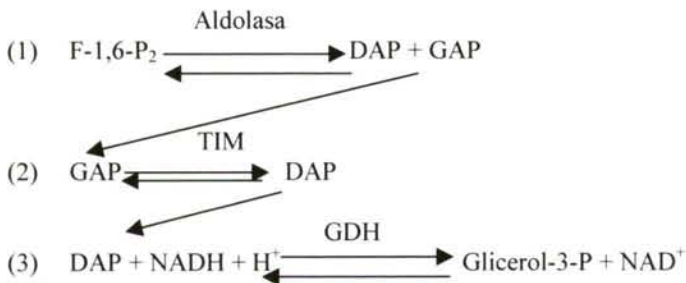 Aldolasa
(1) F-1,6-P₂ DAP + GAP
TIM
(2) GAP DAP
GDH
(3) DAP + NADH + H⁺ Glicerol-3-P + NAD⁺